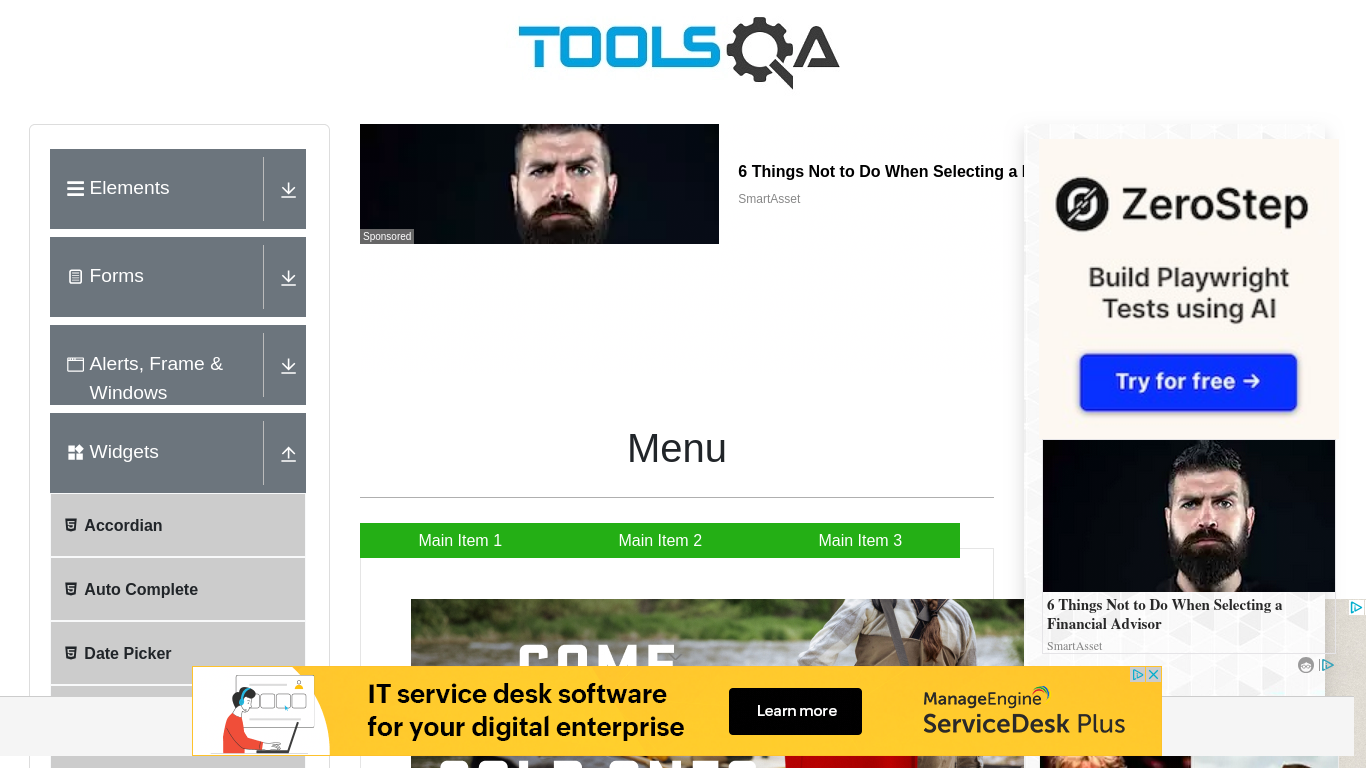 TOOLSQA
Elements
Forms
Alerts, Frame &
Windows
Widgets
Accordian
Auto Complete
Date Picker
Sponsored
6 Things Not to Do When Selecting a
SmartAsset
Menu
Main Item 1
Main Item 2
Main Item 3
COME
ZeroStep
Build Playwright
Tests using AI
Try for free →
6 Things Not to Do When Selecting a
Financial Advisor
SmartAsset
IT service desk software
for your digital enterprise
Learn more
ManageEngine
ServiceDesk Plus